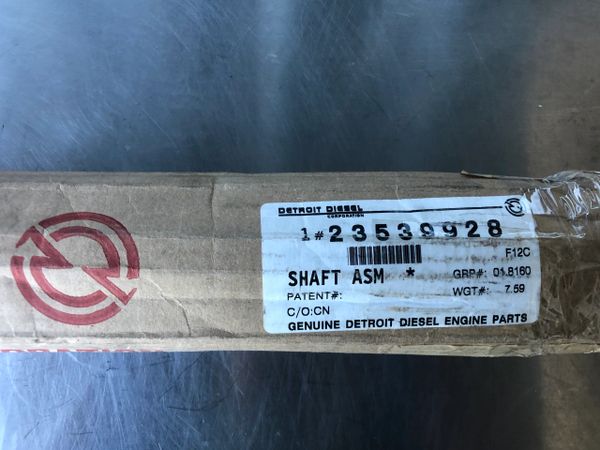 DETROIT DIESEL
CORPORATION
1 # 23539928
F12C
SHAFT ASM *
GRP#: 01.8160
PATENT#:
WGT#: 7.59
C/O:CN
GENUINE DETROIT DIESEL ENGINE PARTS